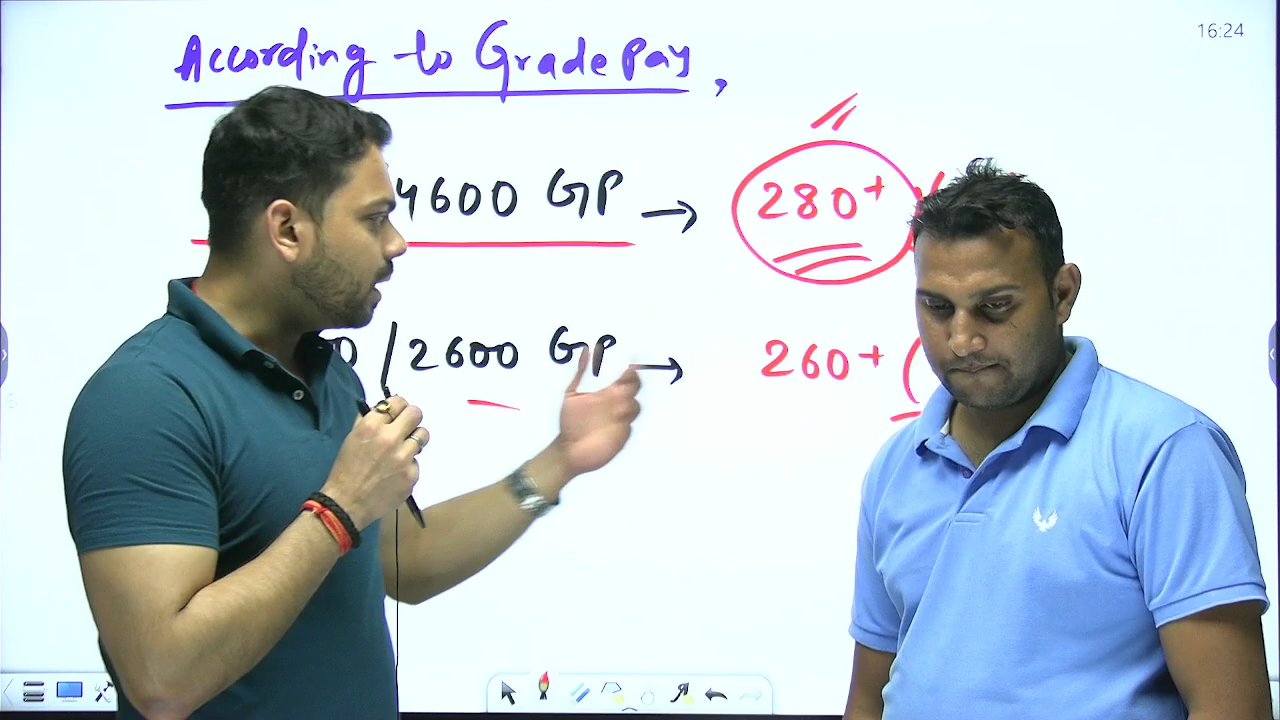 16:24
According to Grade Pay,
4600 GP → 280+
/2600 GP → 260+ (